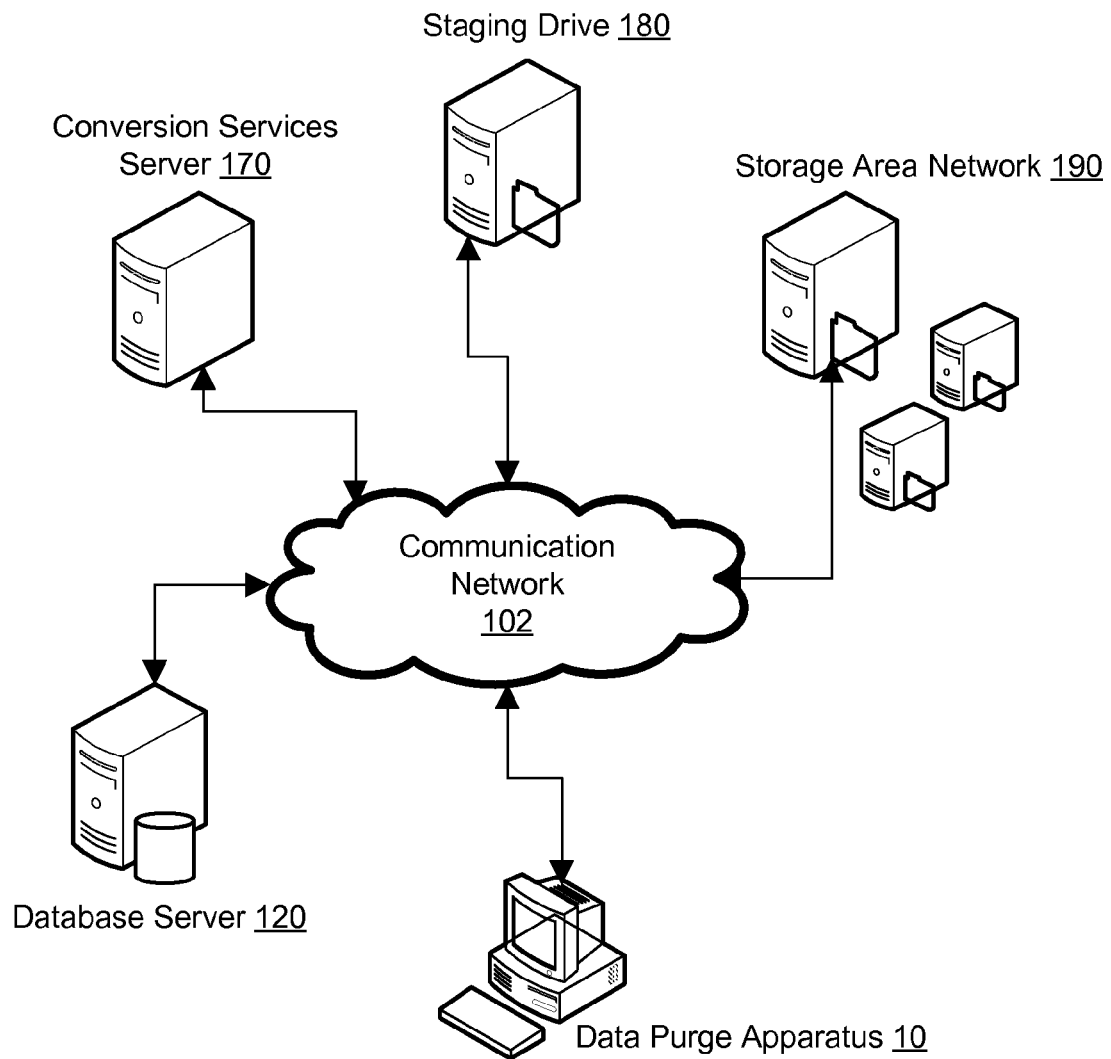 Staging Drive 180
Conversion Services
Server 170
Storage Area Network 190
Communication
Network
102
Database Server 120
Data Purge Apparatus 10